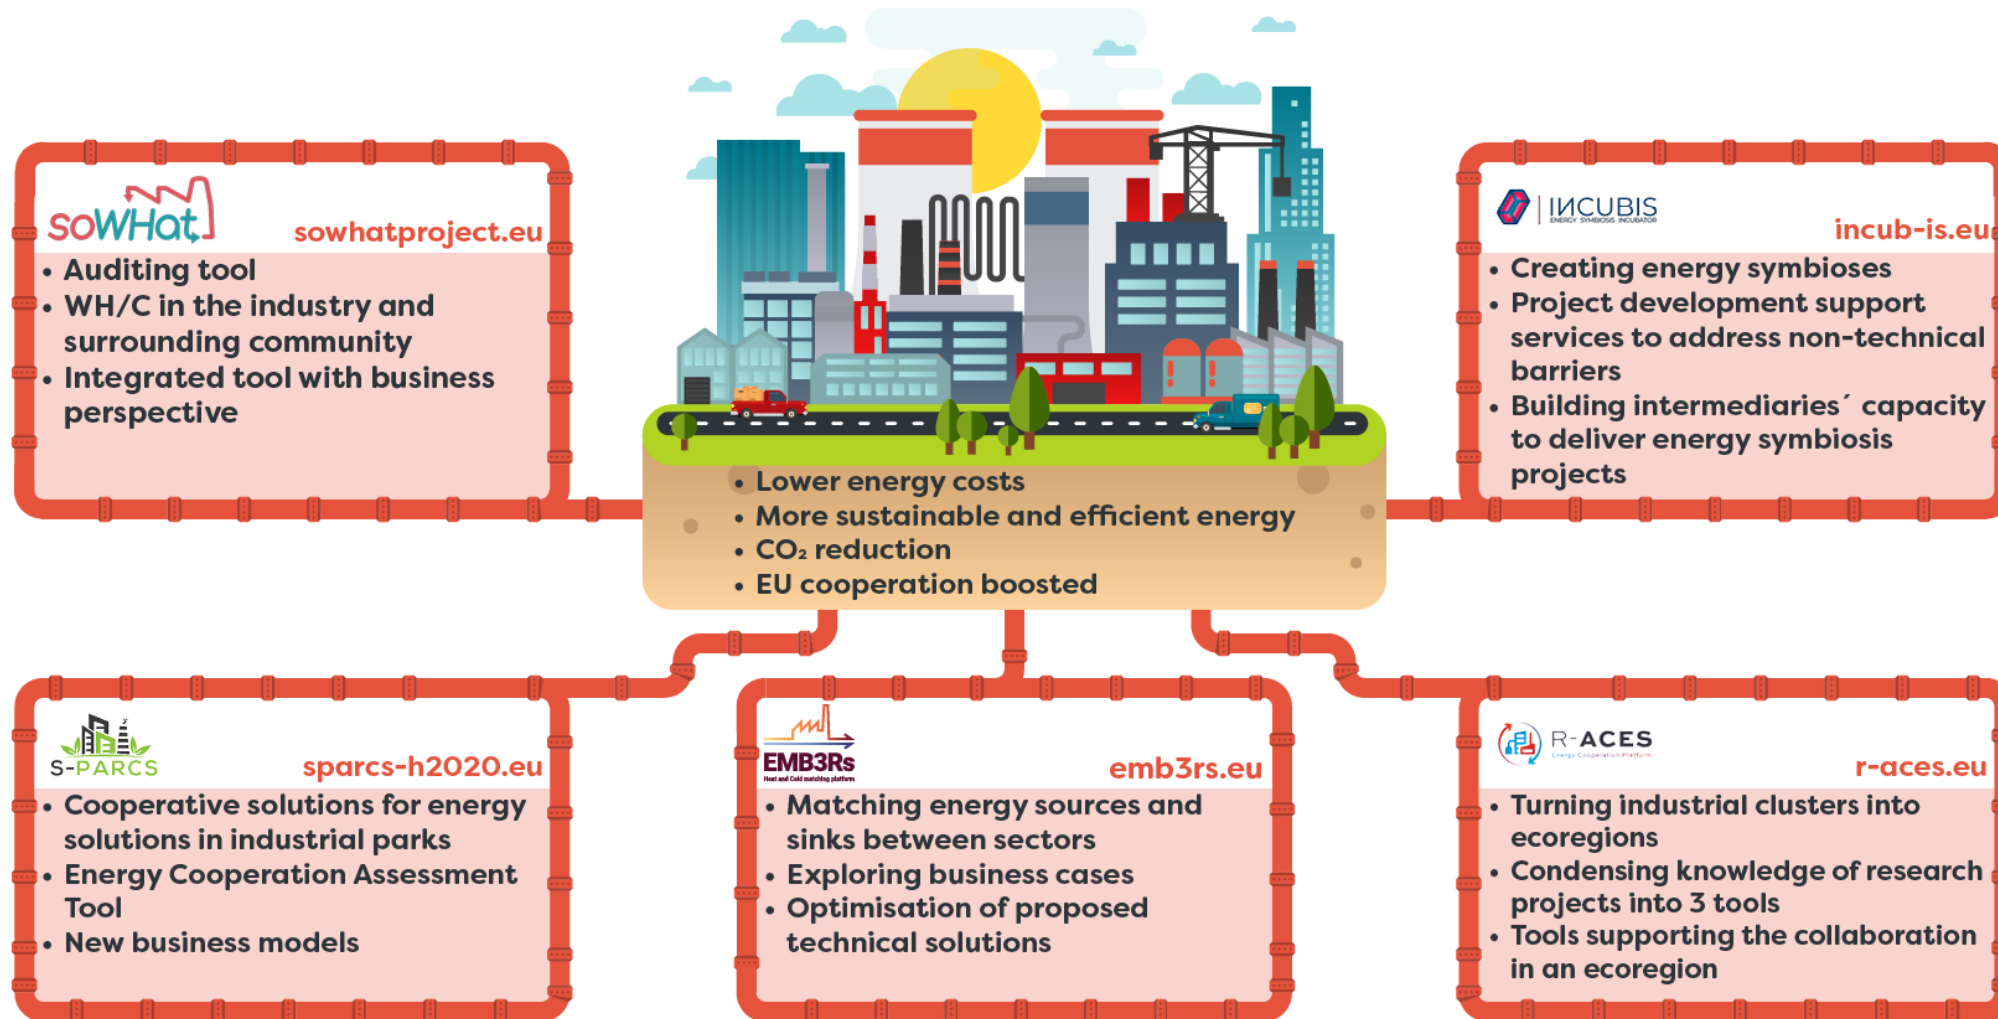 soWHat
sowhatproject.eu
• Auditing tool
• WH/C in the industry and
surrounding community
• Integrated tool with business
perspective
INCUBIS
ENERGY SYMBIOSIS INCUBATOR
incub-is.eu
• Creating energy symbioses
• Project development support
services to address non-technical
barriers
• Building intermediaries´ capacity
to deliver energy symbiosis
projects
• Lower energy costs
• More sustainable and efficient energy
• CO₂ reduction
• EU cooperation boosted
S-PARCS
sparcs-h2020.eu
• Cooperative solutions for energy
solutions in industrial parks
• Energy Cooperation Assessment
Tool
• New business models
EMB3Rs
Heat and Cold matching platform
emb3rs.eu
• Matching energy sources and
sinks between sectors
• Exploring business cases
• Optimisation of proposed
technical solutions
R-ACES
Energy Cooperation Platform
r-aces.eu
• Turning industrial clusters into
ecoregions
• Condensing knowledge of research
projects into 3 tools
• Tools supporting the collaboration
in an ecoregion